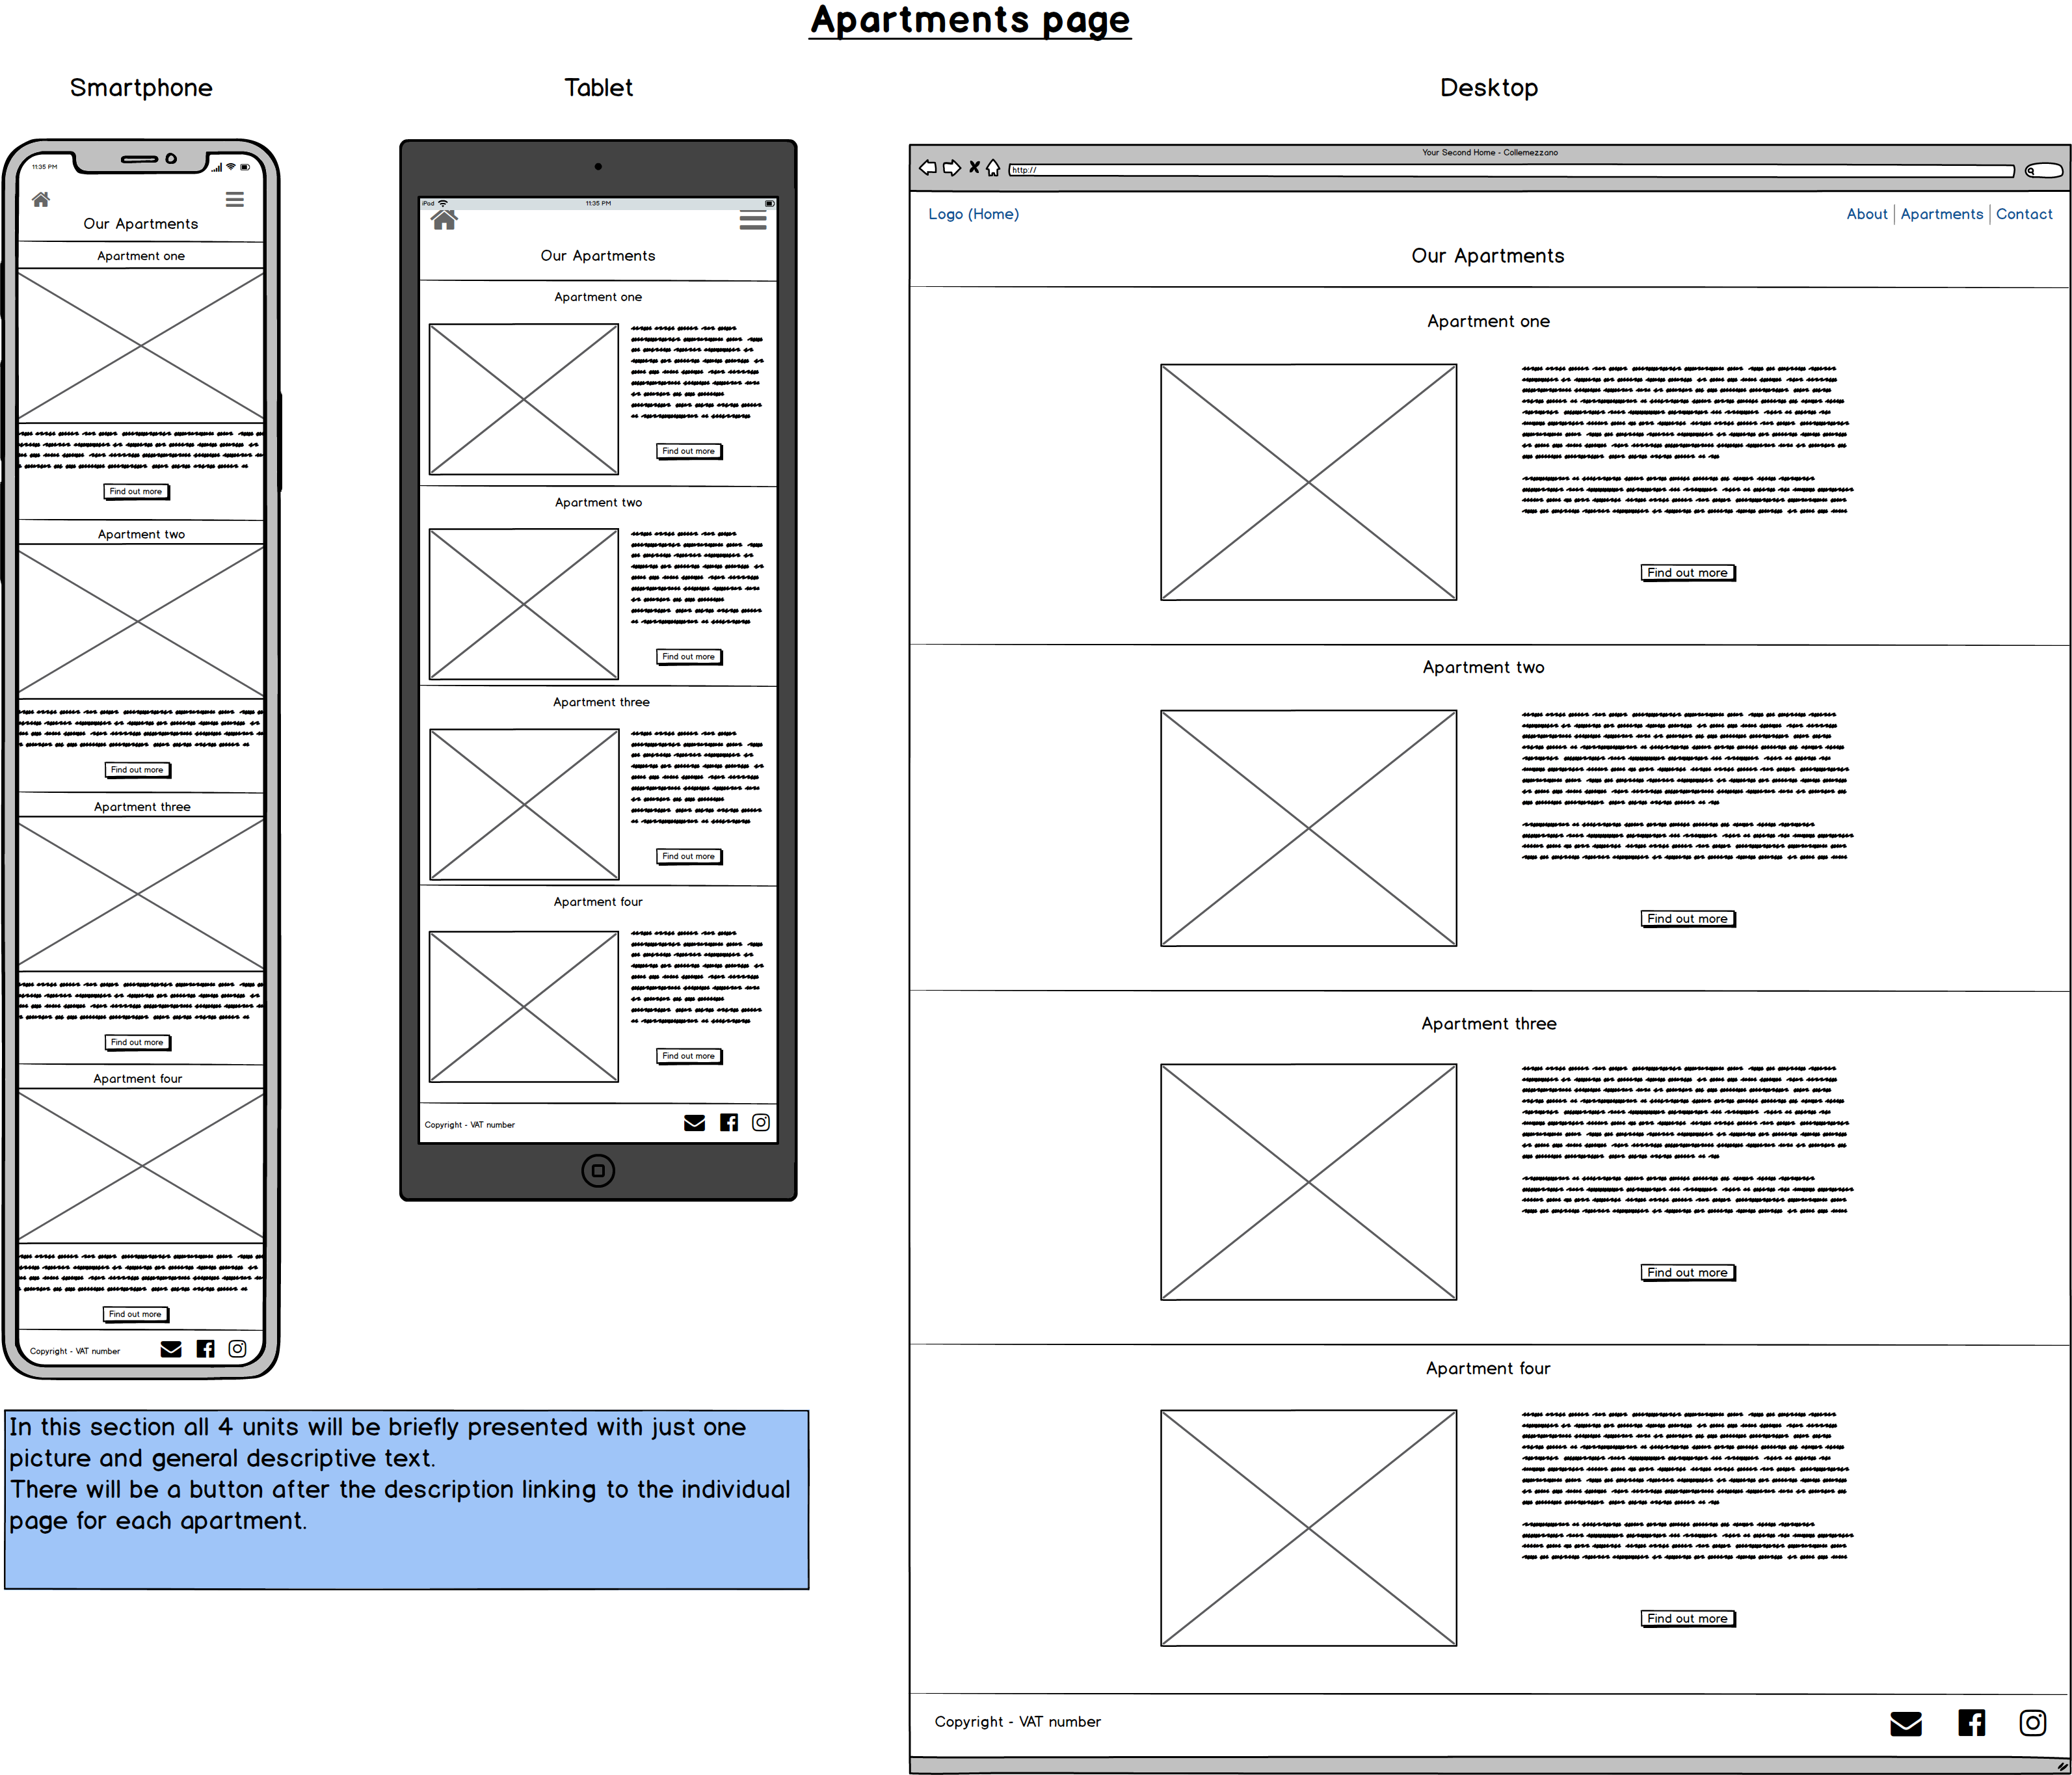 Apartments page
Smartphone
Tablet
Desktop
11:35 PM
Our Apartments
Apartment one
Find out more
Apartment two
Find out more
Apartment three
Find out more
Apartment four
Find out more
Copyright - VAT number
iPod
11:35 PM
Our Apartments
Apartment one
Find out more
Apartment two
Find out more
Apartment three
Find out more
Apartment four
Find out more
Copyright - VAT number
Your Second Home - Collemezzano
http://
Logo (Home)
About | Apartments | Contact
Our Apartments
Apartment one
Find out more
Apartment two
Find out more
Apartment three
Find out more
Apartment four
Find out more
Copyright - VAT number
In this section all 4 units will be briefly presented with just one
picture and general descriptive text.
There will be a button after the description linking to the individual
page for each apartment.